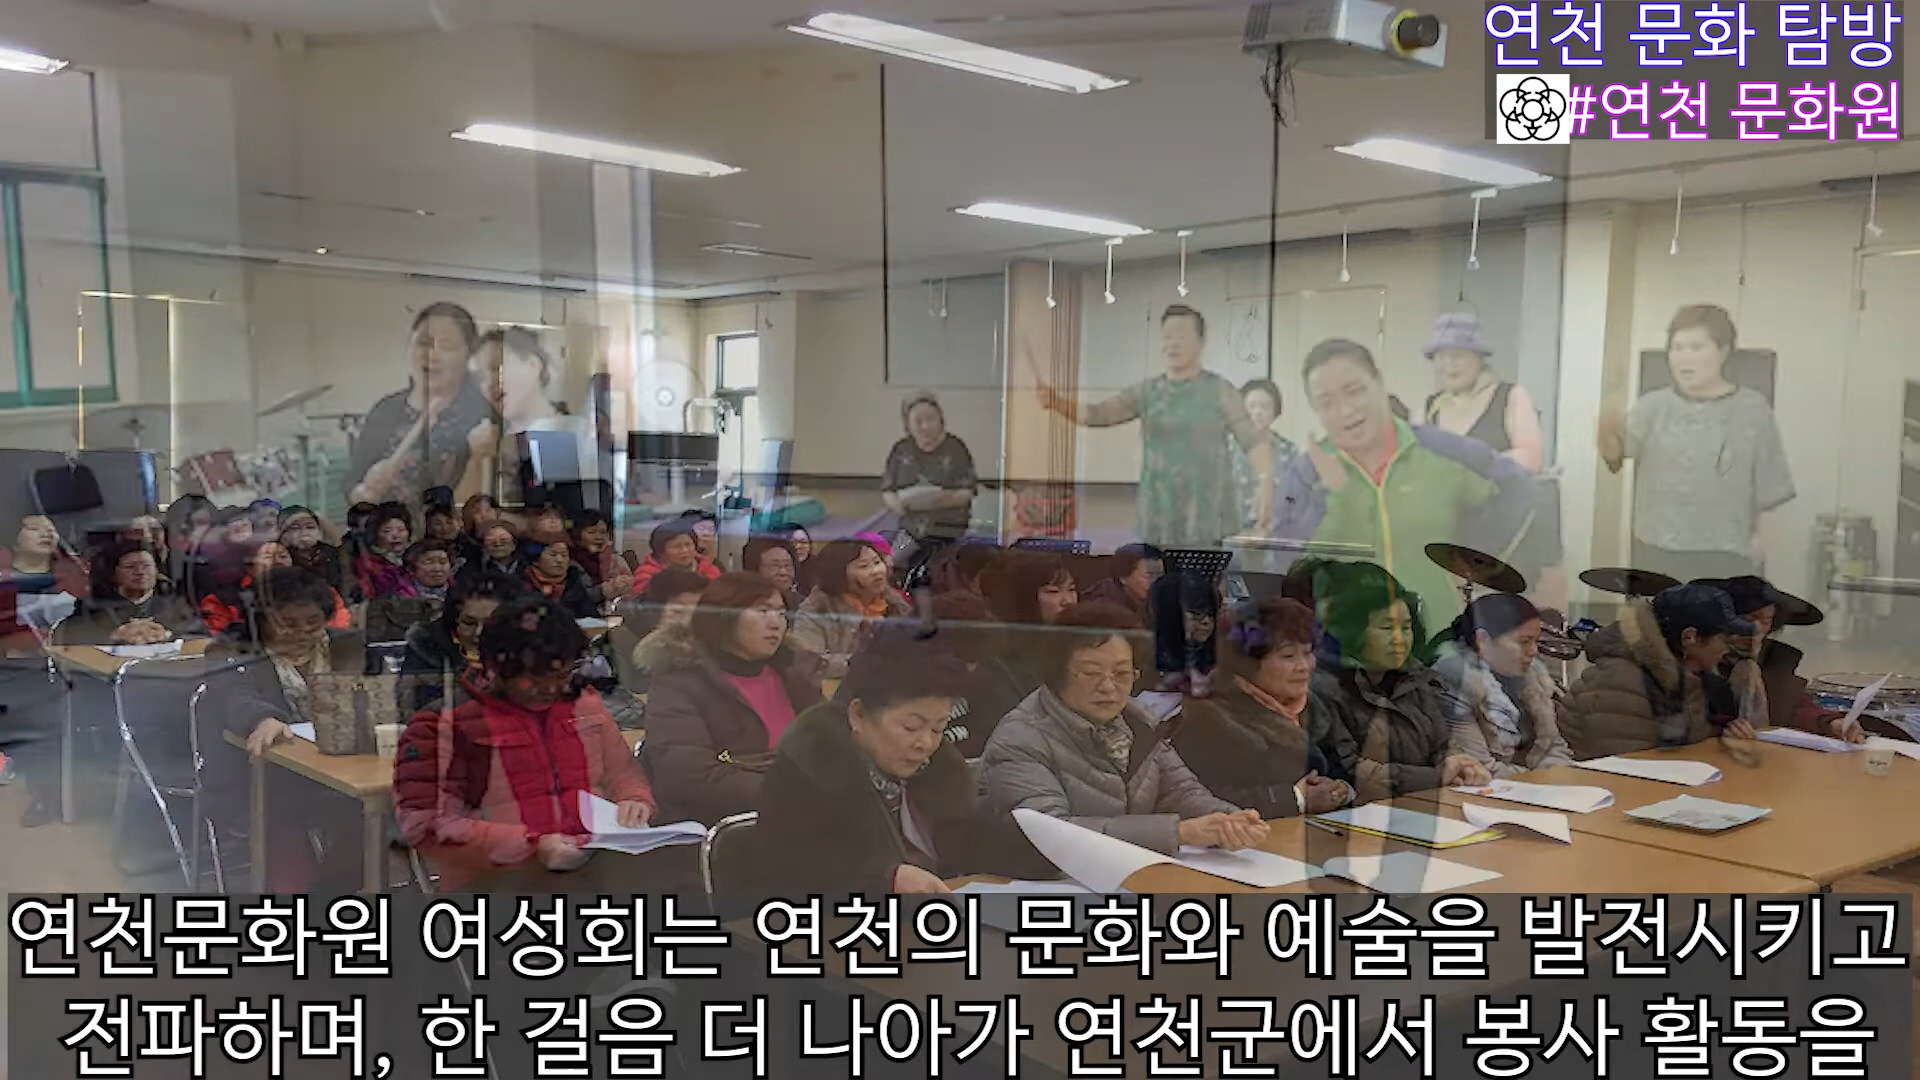 연천 문화 탐방
#연천 문화원
연천문화원 여성회는 연천의 문화와 예술을 발전시키고
전파하며, 한 걸음 더 나아가 연천군에서 봉사 활동을